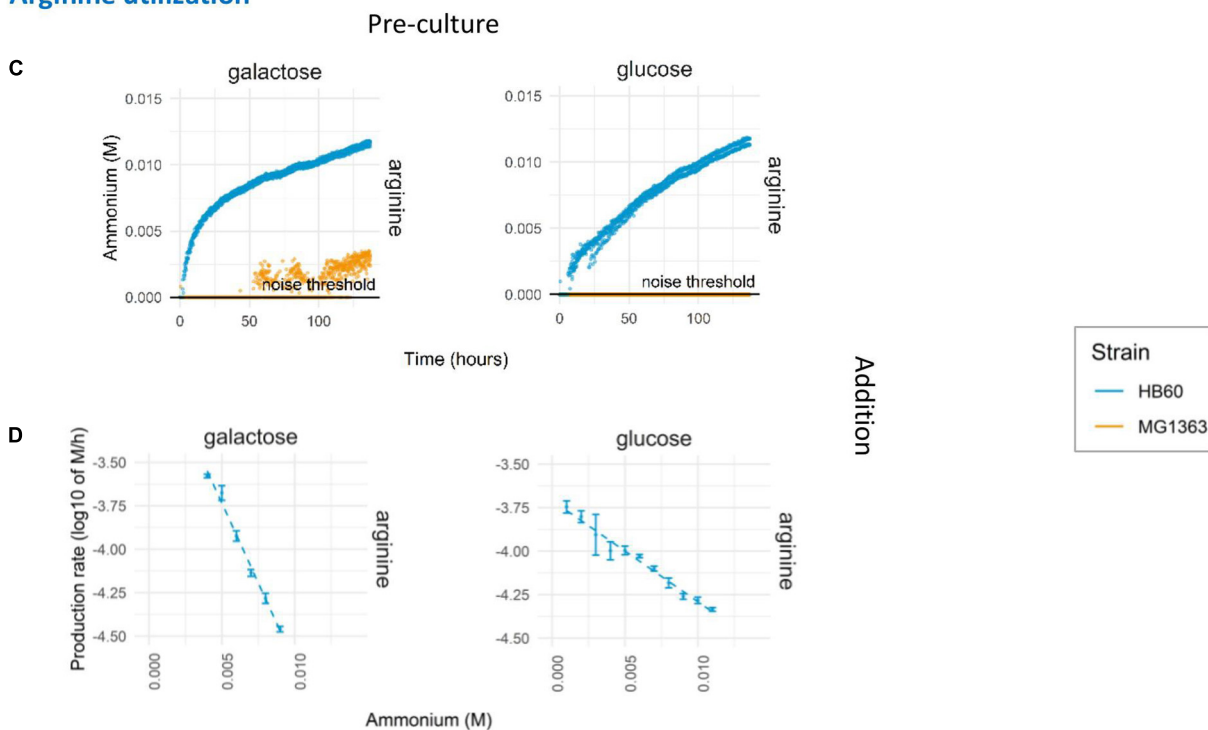 Arginine utilization
Pre-culture
C
galactose
glucose
0.015
0.010
0.005
0.000
Ammonium (M)
noise threshold
arginine
0
50
100
0.015
0.010
0.005
0.000
noise threshold
arginine
0
50
100
Time (hours)
Addition
Strain
HB60
MG1363
D
galactose
glucose
Production rate (log10 of M/h)
-3.50
-3.75
-4.00
-4.25
-4.50
arginine
0.000
0.005
0.010
-3.50
-3.75
-4.00
-4.25
-4.50
arginine
0.000
0.005
0.010
Ammonium (M)